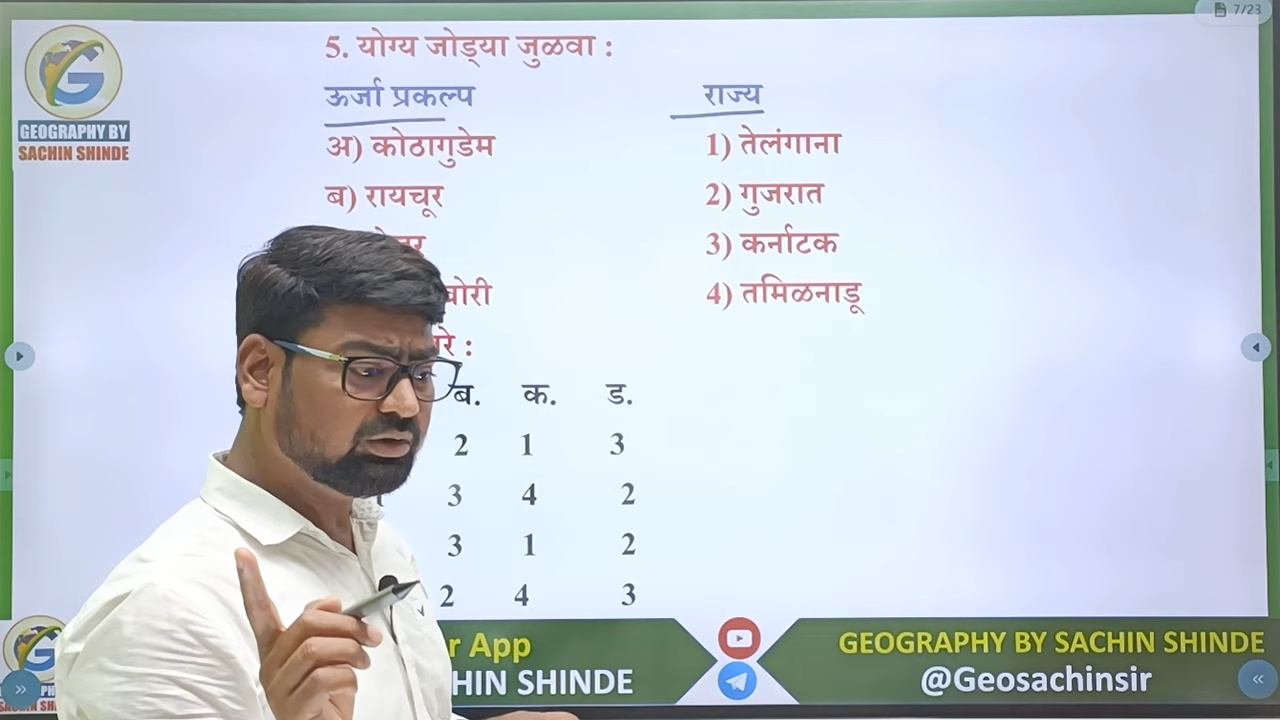 7/23
GEOGRAPHY BY
SACHIN SHINDE
5. योग्य जोड्या जुळवा :
ऊर्जा प्रकल्प राज्य
अ) कोठागुडेम 1) तेलंगाना
ब) रायचूर 2) गुजरात
3) कर्नाटक
4) तमिळनाडू
ब. क. ड.
2 1 3
3 4 2
3 1 2
2 4 3
App
SHINDE
GEOGRAPHY BY SACHIN SHINDE
@Geosachinsir